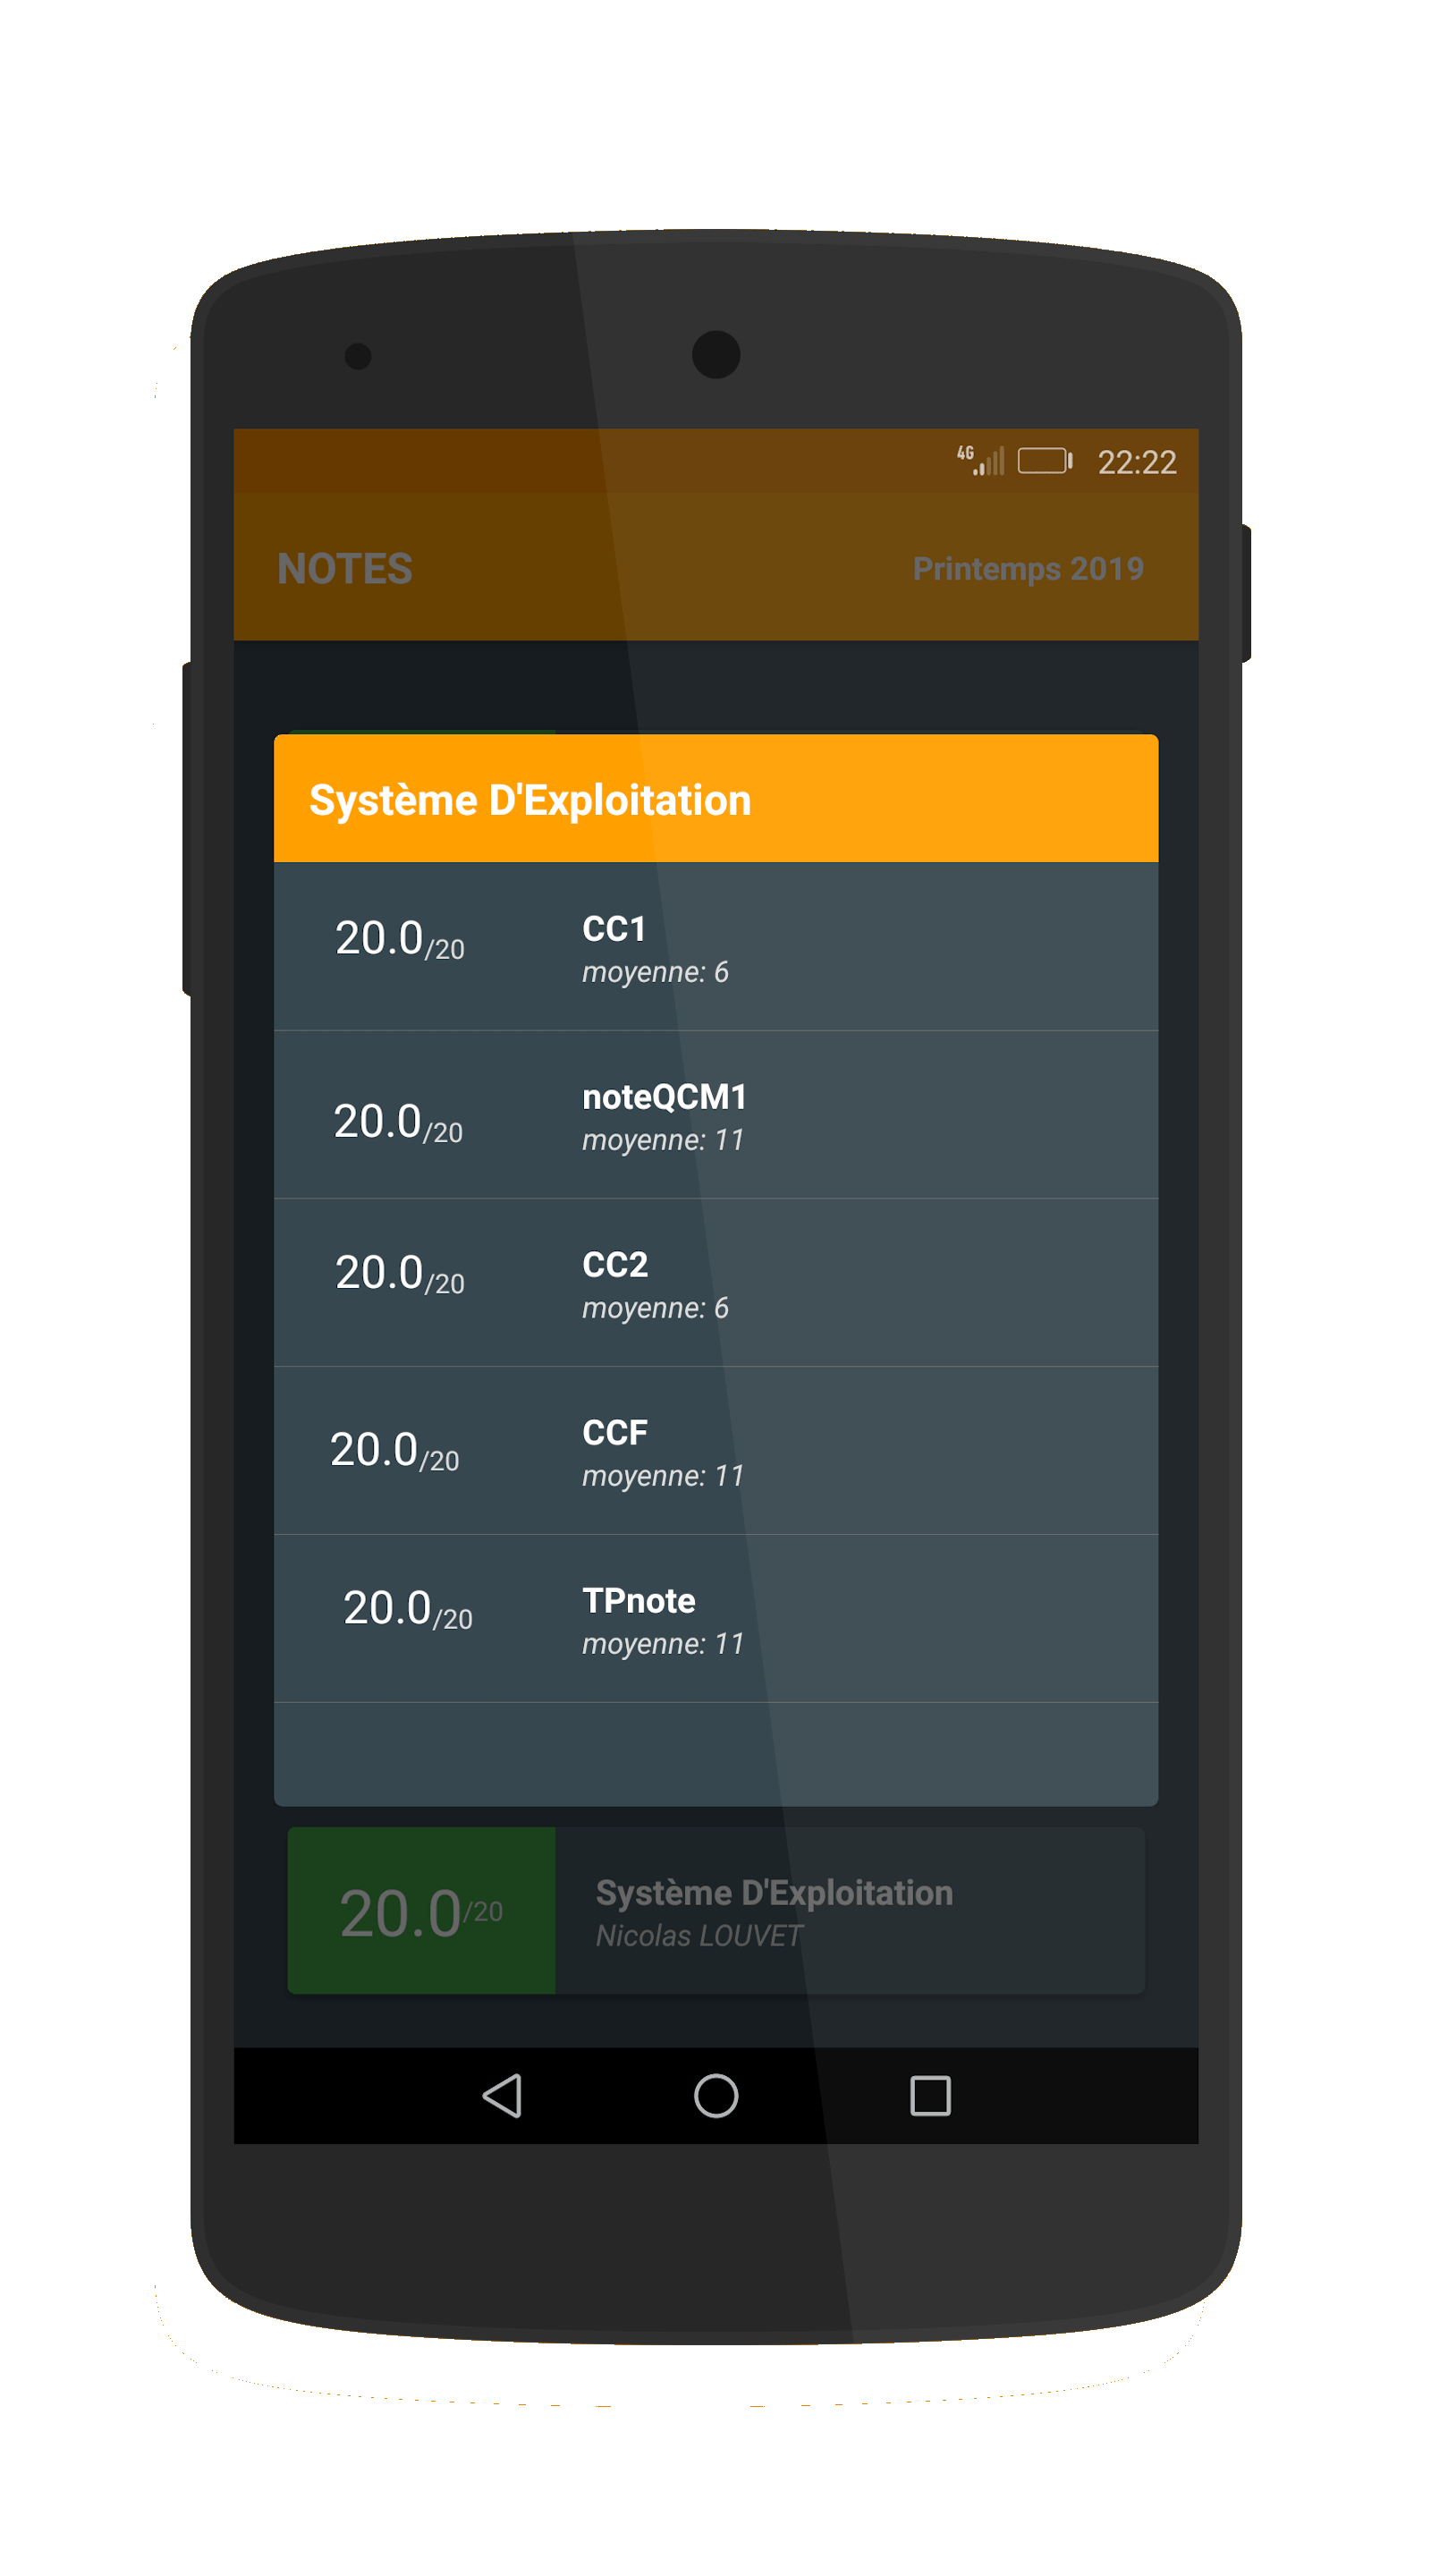 4G 22:22
NOTES Printemps 2019
Système D'Exploitation
20.0/20 CC1
moyenne: 6
20.0/20 noteQCM1
moyenne: 11
20.0/20 CC2
moyenne: 6
20.0/20 CCF
moyenne: 11
20.0/20 TPnote
moyenne: 11
20.0/20 Système D'Exploitation
Nicolas LOUVET